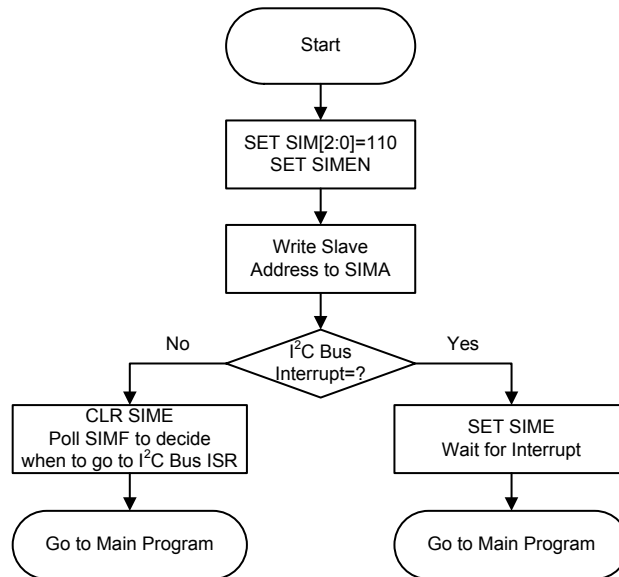 Start
SET SIM[2:0]=110
SET SIMEN
Write Slave
Address to SIMA
No
I²C Bus
Interrupt=?
Yes
CLR SIME
Poll SIMF to decide
when to go to I²C Bus ISR
SET SIME
Wait for Interrupt
Go to Main Program
Go to Main Program